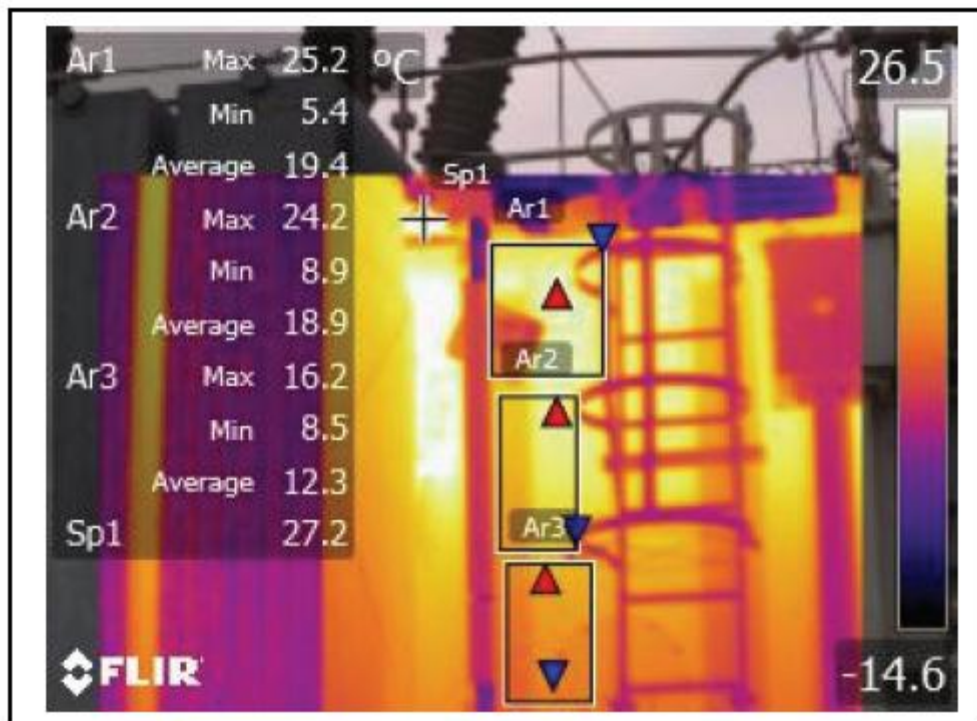 Ar1 Max 25.2 °C
Min 5.4
Average 19.4
Ar2 Max 24.2
Min 8.9
Average 18.9
Ar3 Max 16.2
Min 8.5
Average 12.3
Sp1 27.2
26.5
Sp1
Ar1
Ar2
Ar3
FLIR
-14.6